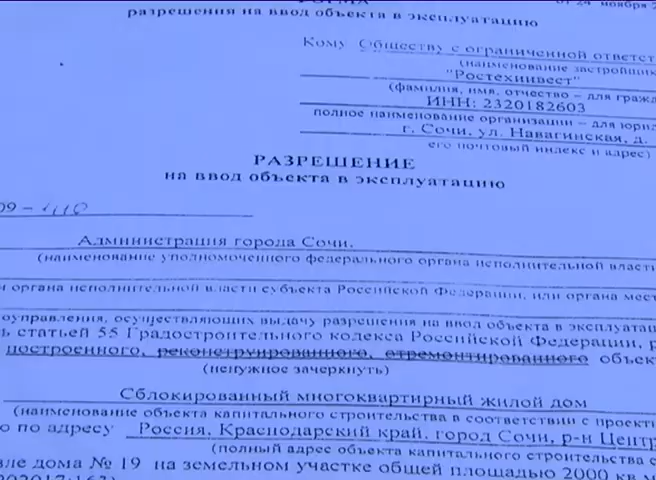 разрешения на ввод объекта в эксплуатацию
Кому Обществу с ограниченной ответст
(наименование застройщик
"Ростехинвест"
(фамилия, имя, отчество – для гражда
ИНН: 2320182603
полное наименование организации – для юрид
г. Сочи, ул. Навагинская, д.
его почтовый индекс и адрес)
РАЗРЕШЕНИЕ
на ввод объекта в эксплуатацию
09 –
Администрация города Сочи,
(наименование уполномоченного федерального органа исполнительной власти
и органа исполнительной власти субъекта Российской Федерации, или органа мест
оуправления, осуществляющих выдачу разрешения на ввод объекта в эксплуатац
ь статьей 55 Градостроительного кодекса Российской Федерации, р
построенного, реконструированного, отремонтированного объек
(ненужное зачеркнуть)
Сблокированный многоквартирный жилой дом
(наименование объекта капитального строительства в соответствии с проектн
о по адресу Россия, Краснодарский край, город Сочи, р-н Центр
(полный адрес объекта капитального строительства с
вле дома № 19 на земельном участке общей площадью 2000 кв м